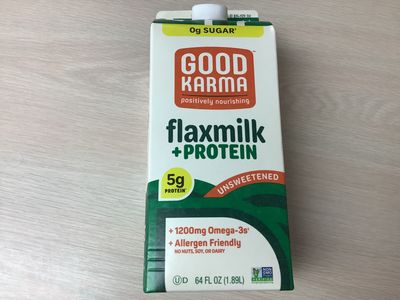 0g SUGAR*
GOOD
KARMA
positively nourishing
flaxmilk
+PROTEIN
UNSWEETENED
5g
PROTEIN*
+ 1200mg Omega-3s†
+ Allergen Friendly
NO NUTS, SOY, OR DAIRY
64 FL OZ (1.89L)